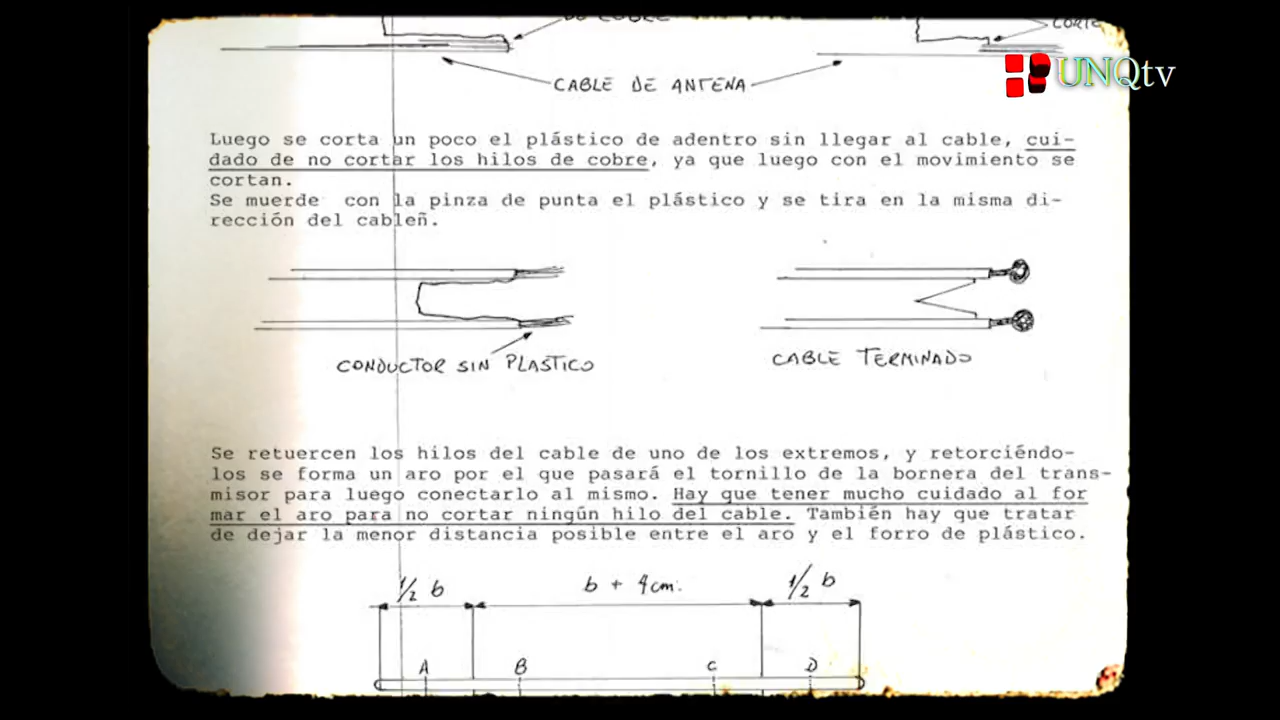 DE COBRE
CORTE
CABLE DE ANTENA
UNQtv
Luego se corta un poco el plástico de adentro sin llegar al cable, cui-
dado de no cortar los hilos de cobre, ya que luego con el movimiento se
cortan.
Se muerde con la pinza de punta el plástico y se tira en la misma di-
rección del cableñ.
CONDUCTOR SIN PLASTICO
CABLE TERMINADO
Se retuercen los hilos del cable de uno de los extremos, y retorciéndo-
los se forma un aro por el que pasará el tornillo de la bornera del trans-
misor para luego conectarlo al mismo. Hay que tener mucho cuidado al for
mar el aro para no cortar ningún hilo del cable. También hay que tratar
de dejar la menor distancia posible entre el aro y el forro de plástico.
1/2 b b + 4cm. 1/2 b
A B C D